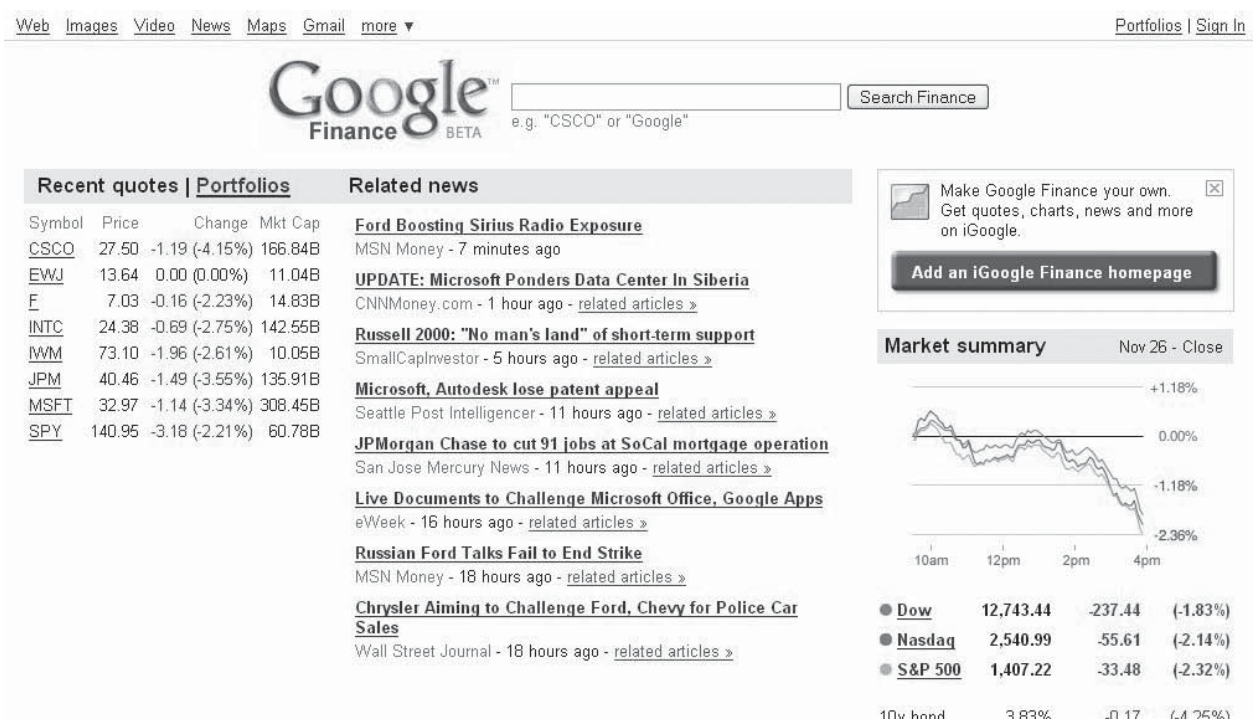 Web Images Video News Maps Gmail more ▼
Portfolios | Sign In
Google™
Finance BETA
Search Finance
e.g. "CSCO" or "Google"
Recent quotes | Portfolios
Symbol Price Change Mkt Cap
CSCO 27.50 -1.19 (-4.15%) 166.84B
EWJ 13.64 0.00 (0.00%) 11.04B
F 7.03 -0.16 (-2.23%) 14.83B
INTC 24.38 -0.69 (-2.75%) 142.55B
IWM 73.10 -1.96 (-2.61%) 10.05B
JPM 40.46 -1.49 (-3.55%) 135.91B
MSFT 32.97 -1.14 (-3.34%) 308.45B
SPY 140.95 -3.18 (-2.21%) 60.78B
Related news
Ford Boosting Sirius Radio Exposure
MSN Money - 7 minutes ago
UPDATE: Microsoft Ponders Data Center In Siberia
CNNMoney.com - 1 hour ago - related articles »
Russell 2000: "No man's land" of short-term support
SmallCapInvestor - 5 hours ago - related articles »
Microsoft, Autodesk lose patent appeal
Seattle Post Intelligencer - 11 hours ago - related articles »
JPMorgan Chase to cut 91 jobs at SoCal mortgage operation
San Jose Mercury News - 11 hours ago - related articles »
Live Documents to Challenge Microsoft Office, Google Apps
eWeek - 16 hours ago - related articles »
Russian Ford Talks Fail to End Strike
MSN Money - 18 hours ago - related articles »
Chrysler Aiming to Challenge Ford, Chevy for Police Car
Sales
Wall Street Journal - 18 hours ago - related articles »
Make Google Finance your own.
Get quotes, charts, news and more
on iGoogle.
Add an iGoogle Finance homepage
Market summary Nov 26 - Close
+1.18%
0.00%
-1.18%
-2.36%
10am 12pm 2pm 4pm
Dow 12,743.44 -237.44 (-1.83%)
Nasdaq 2,540.99 -55.61 (-2.14%)
S&P 500 1,407.22 -33.48 (-2.32%)
10y bond 3.83% -0.17 (-4.25%)